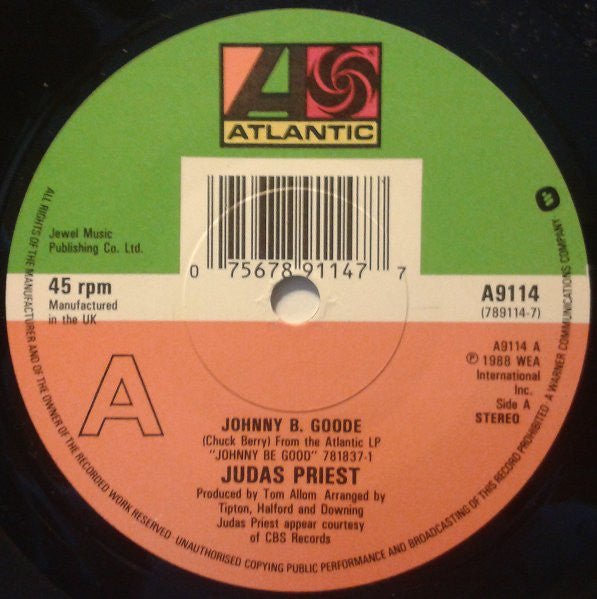 ATLANTIC
Jewel Music
Publishing Co. Ltd.
0 75678 91147 7
45 rpm
Manufactured
in the UK
A9114
(789114-7)
A
A9114 A
℗ 1988 WEA
International
Inc.
Side A
STEREO
JOHNNY B. GOODE
(Chuck Berry) From the Atlantic LP
"JOHNNY BE GOOD" 781837-1
JUDAS PRIEST
Produced by Tom Allom Arranged by
Tipton, Halford and Downing
Judas Priest appear courtesy
of CBS Records
ALL RIGHTS OF THE MANUFACTURER AND OF THE OWNER OF THE RECORDED WORK RESERVED · UNAUTHORISED COPYING PUBLIC PERFORMANCE AND BROADCASTING OF THIS RECORD PROHIBITED A WARNER COMMUNICATIONS COMPANY